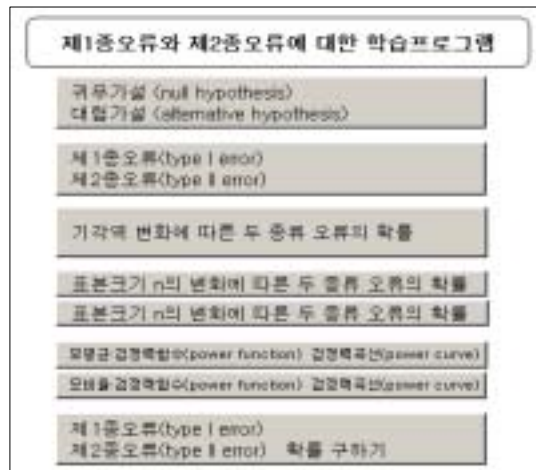 제1종오류와 제2종오류에 대한 학습프로그램
귀무가설 (null hypothesis)
대립가설 (alternative hypothesis)
제1종오류(type I error)
제2종오류(type II error)
기각역 변화에 따른 두 종류 오류의 확률
표본크기 n의 변화에 따른 두 종류 오류의 확률
표본크기 n의 변화에 따른 두 종류 오류의 확률
모평균 검정력함수(power function) 검정력곡선(power curve)
모비율 검정력함수(power function) 검정력곡선(power curve)
제1종오류(type I error)
제2종오류(type II error) 확률 구하기